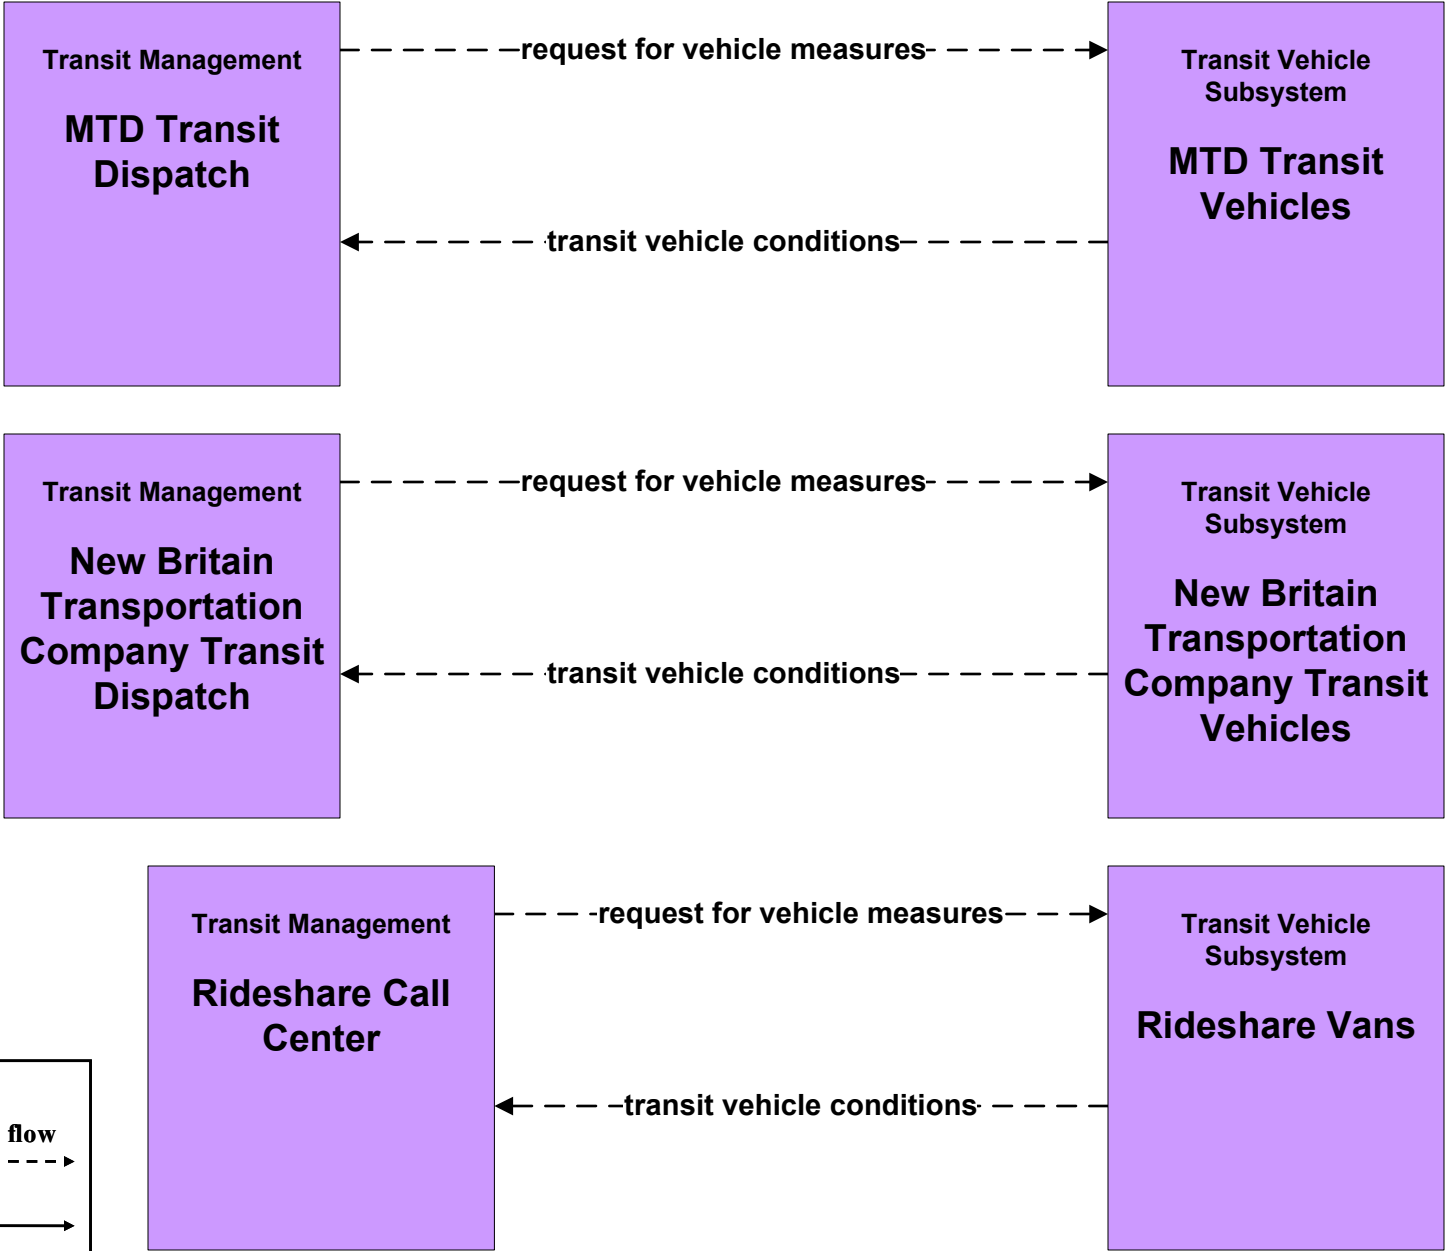 Transit Management
MTD Transit
Dispatch
request for vehicle measures
transit vehicle conditions
Transit Vehicle
Subsystem
MTD Transit
Vehicles
Transit Management
New Britain
Transportation
Company Transit
Dispatch
request for vehicle measures
transit vehicle conditions
Transit Vehicle
Subsystem
New Britain
Transportation
Company Transit
Vehicles
Transit Management
Rideshare Call
Center
request for vehicle measures
transit vehicle conditions
Transit Vehicle
Subsystem
Rideshare Vans
flow